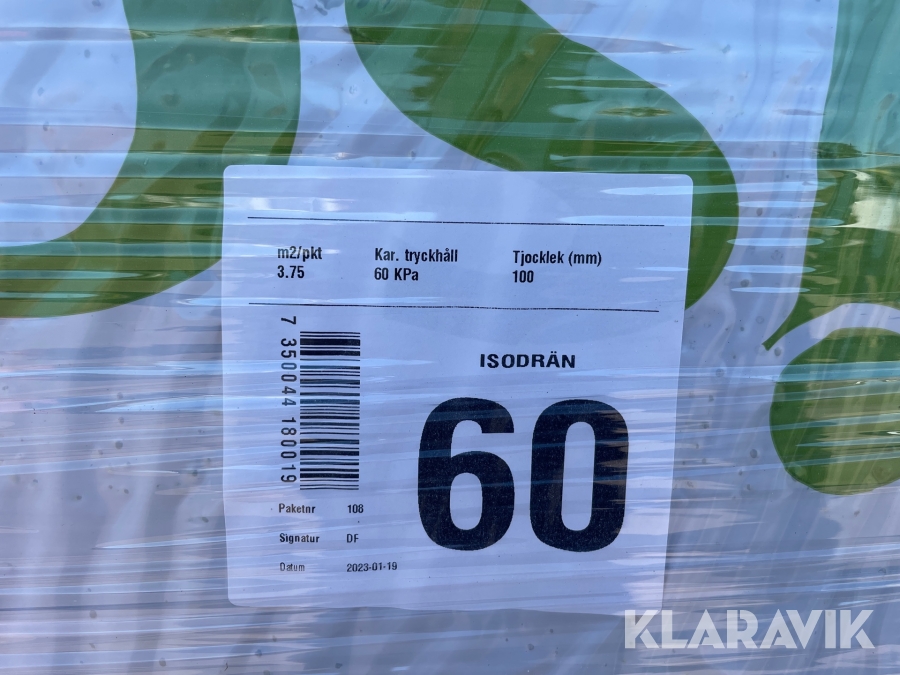 m2/pkt Kar. tryckhåll Tjocklek (mm)
3.75 60 KPa 100
7 350044 180019
ISODRÄN
60
Paketnr 108
Signatur DF
Datum 2023-01-19
KLARAVIK